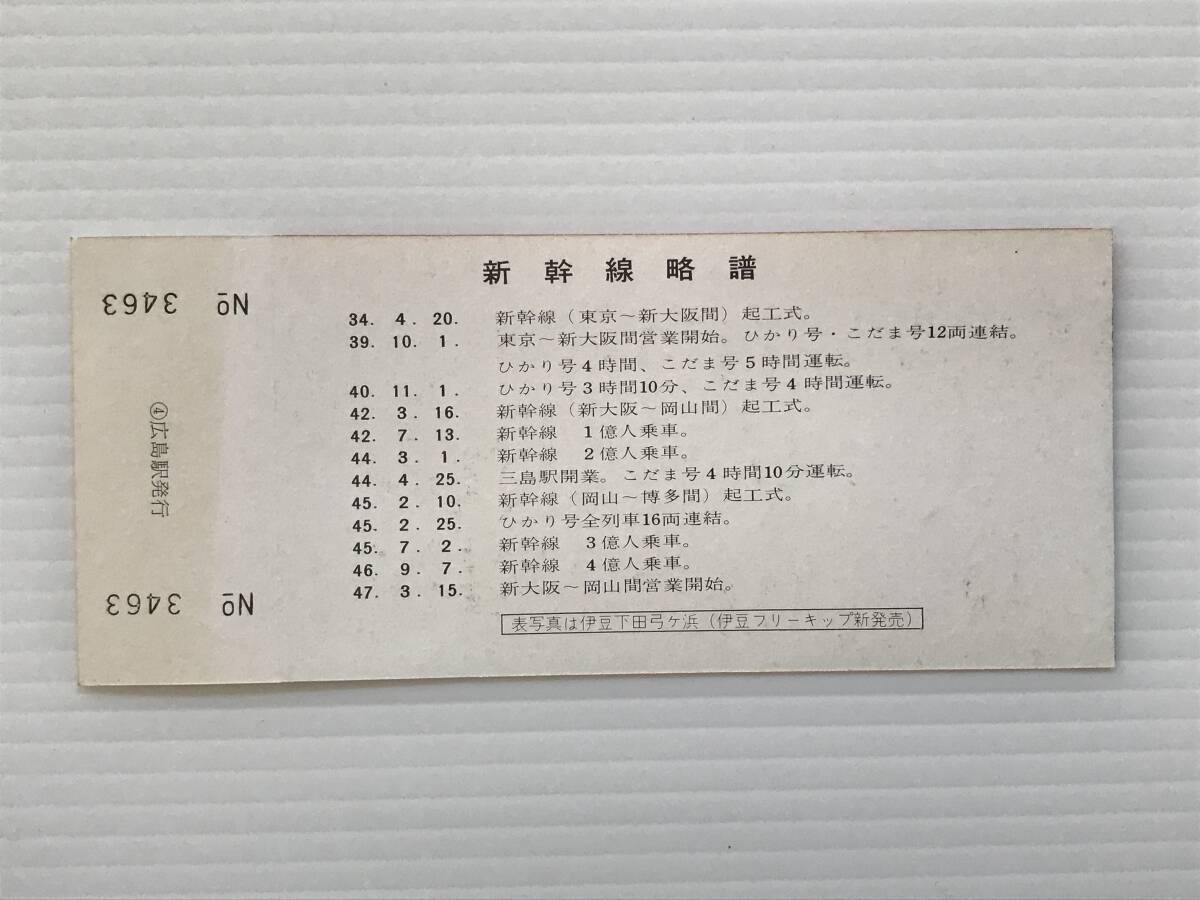 新幹線略譜
34. 4. 20. 新幹線（東京～新大阪間）起工式。
39. 10. 1. 東京～新大阪間営業開始。ひかり号・こだま号12両連結。
ひかり号4時間、こだま号5時間運転。
40. 11. 1. ひかり号3時間10分、こだま号4時間運転。
42. 3. 16. 新幹線（新大阪～岡山間）起工式。
42. 7. 13. 新幹線　1億人乗車。
44. 3. 1. 新幹線　2億人乗車。
44. 4. 25. 三島駅開業。こだま号4時間10分運転。
45. 2. 10. 新幹線（岡山～博多間）起工式。
45. 2. 25. ひかり号全列車16両連結。
45. 7. 2. 新幹線　3億人乗車。
46. 9. 7. 新幹線　4億人乗車。
47. 3. 15. 新大阪～岡山間営業開始。
表写真は伊豆下田弓ケ浜（伊豆フリーキップ新発売）
№ 3463
④広島駅発行
№ 3463